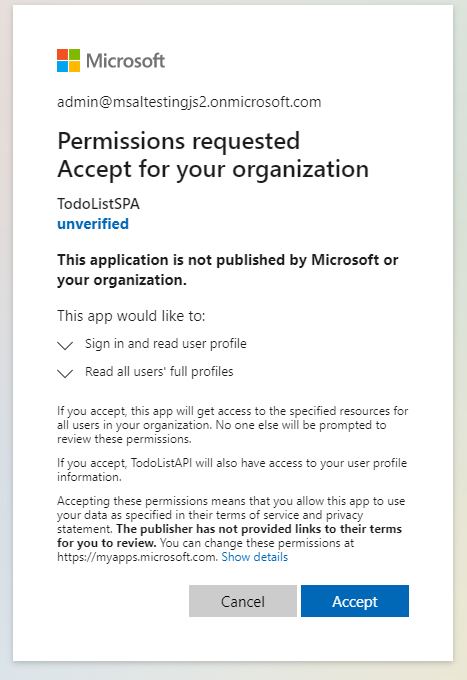 Microsoft
admin@msaltestingjs2.onmicrosoft.com
Permissions requested
Accept for your organization
TodoListSPA
unverified
This application is not published by Microsoft or
your organization.
This app would like to:
Sign in and read user profile
Read all users' full profiles
If you accept, this app will get access to the specified resources for
all users in your organization. No one else will be prompted to
review these permissions.
If you accept, TodoListAPI will also have access to your user profile
information.
Accepting these permissions means that you allow this app to use
your data as specified in their terms of service and privacy
statement. The publisher has not provided links to their terms
for you to review. You can change these permissions at
https://myapps.microsoft.com. Show details
Cancel
Accept